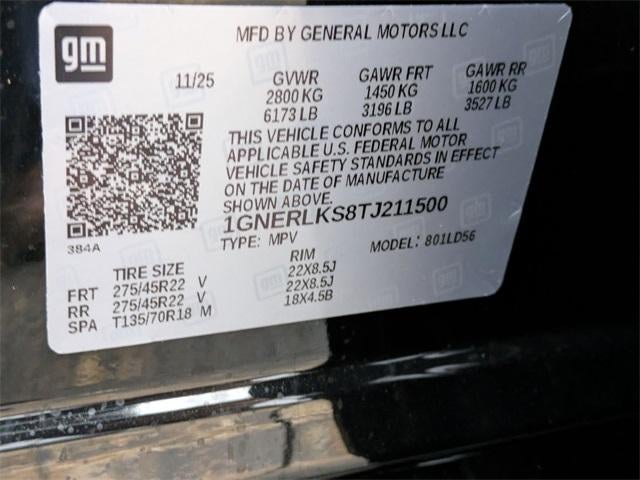 gm
MFD BY GENERAL MOTORS LLC
11/25 GVWR GAWR FRT GAWR RR
2800 KG 1450 KG 1600 KG
6173 LB 3196 LB 3527 LB
THIS VEHICLE CONFORMS TO ALL
APPLICABLE U.S. FEDERAL MOTOR
VEHICLE SAFETY STANDARDS IN EFFECT
ON THE DATE OF MANUFACTURE
SHOWN ABOVE.
1GNERLKS8TJ211500
384A
TYPE: MPV MODEL: 801LD56
TIRE SIZE RIM
FRT 275/45R22 V 22X8.5J
RR 275/45R22 V 22X8.5J
SPA T135/70R18 M 18X4.5B